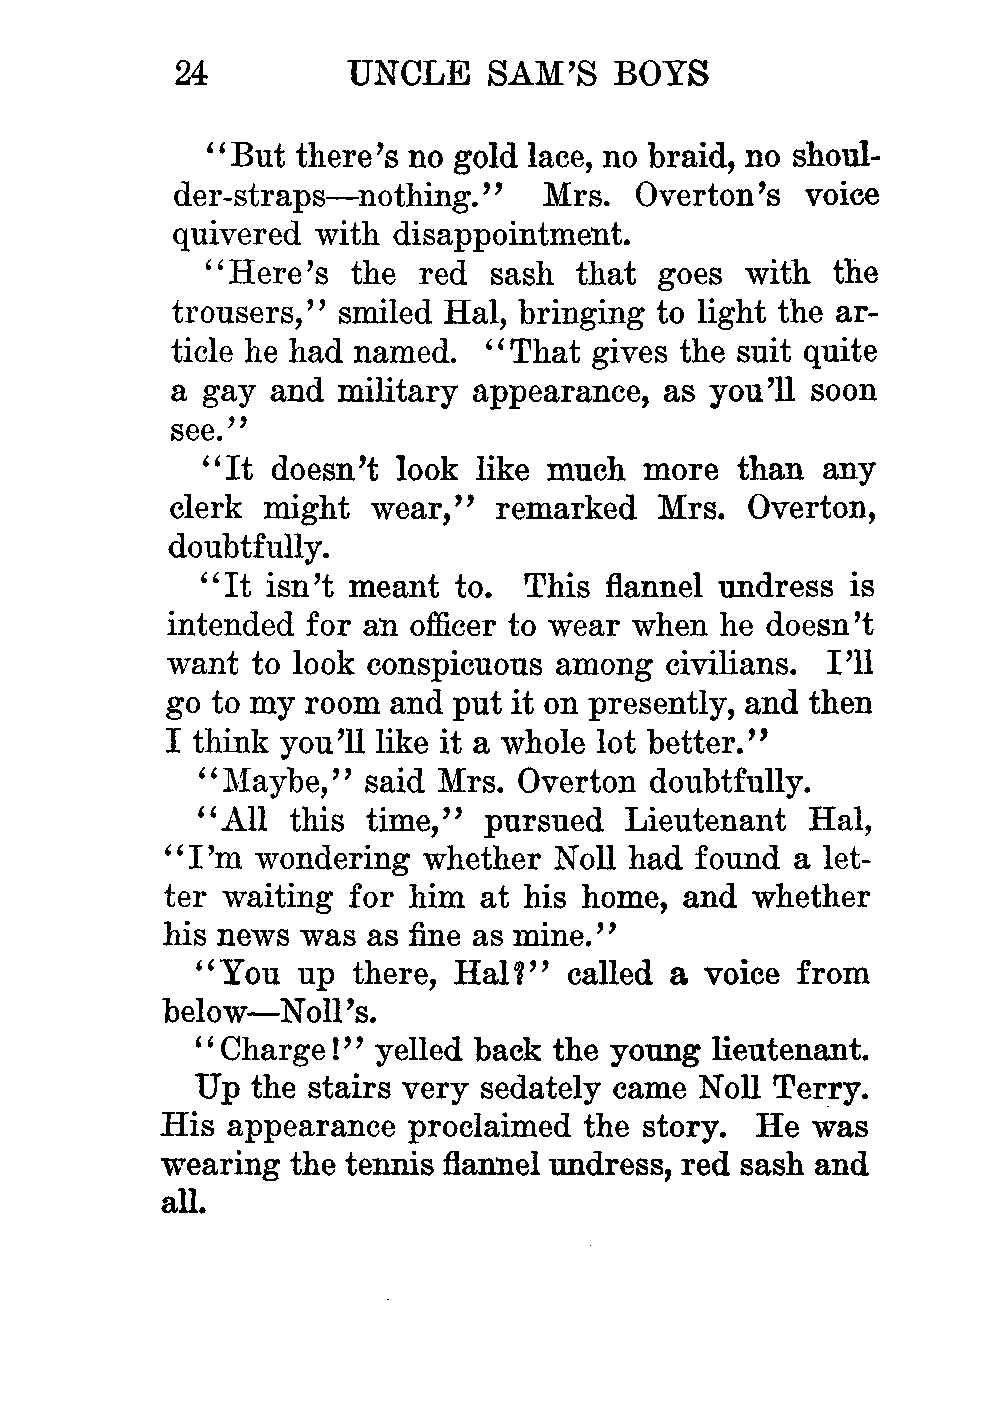 24 UNCLE SAM'S BOYS
"But there's no gold lace, no braid, no shoul-
der-straps—nothing." Mrs. Overton's voice
quivered with disappointment.
"Here's the red sash that goes with the
trousers," smiled Hal, bringing to light the ar-
ticle he had named. "That gives the suit quite
a gay and military appearance, as you'll soon
see."
"It doesn't look like much more than any
clerk might wear," remarked Mrs. Overton,
doubtfully.
"It isn't meant to. This flannel undress is
intended for an officer to wear when he doesn't
want to look conspicuous among civilians. I'll
go to my room and put it on presently, and then
I think you'll like it a whole lot better."
"Maybe," said Mrs. Overton doubtfully.
"All this time," pursued Lieutenant Hal,
"I'm wondering whether Noll had found a let-
ter waiting for him at his home, and whether
his news was as fine as mine."
"You up there, Hal?" called a voice from
below—Noll's.
"Charge!" yelled back the young lieutenant.
Up the stairs very sedately came Noll Terry.
His appearance proclaimed the story. He was
wearing the tennis flannel undress, red sash and
all.